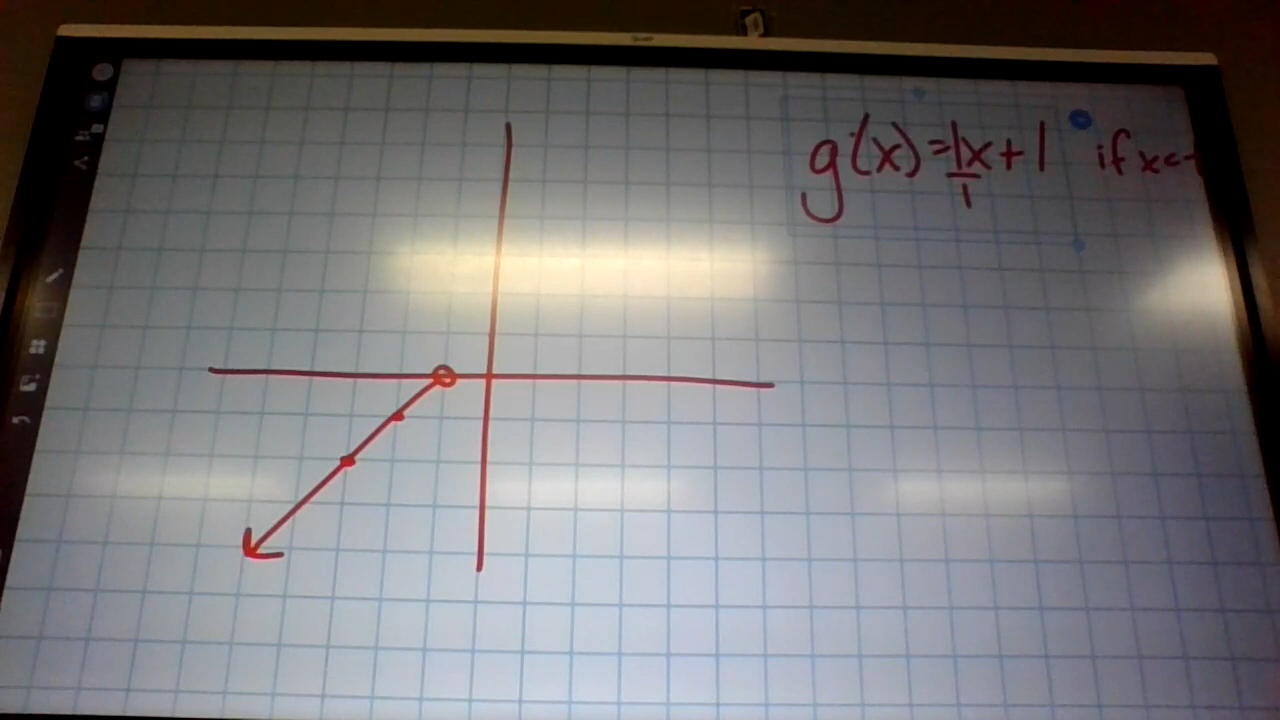 g(x) = 1x/1 + 1 if x < -